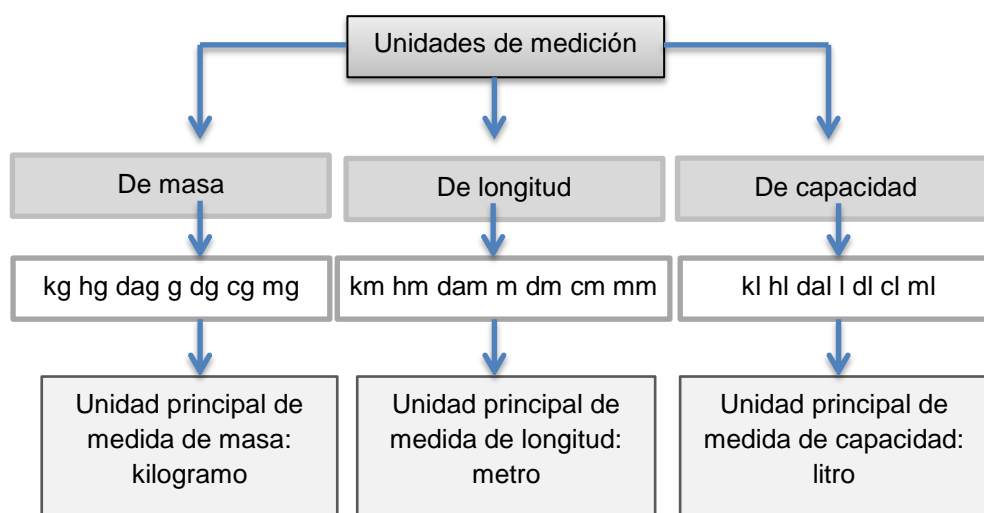 Unidades de medición
De masa
De longitud
De capacidad
kg hg dag g dg cg mg
km hm dam m dm cm mm
kl hl dal l dl cl ml
Unidad principal de
medida de masa:
kilogramo
Unidad principal de
medida de longitud:
metro
Unidad principal de
medida de capacidad:
litro